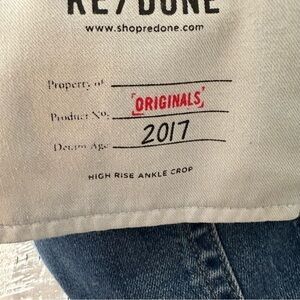 RE/DONE
www.shopredone.com
Property of
Product No.
ORIGINALS
Denim Age
2017
HIGH RISE ANKLE CROP